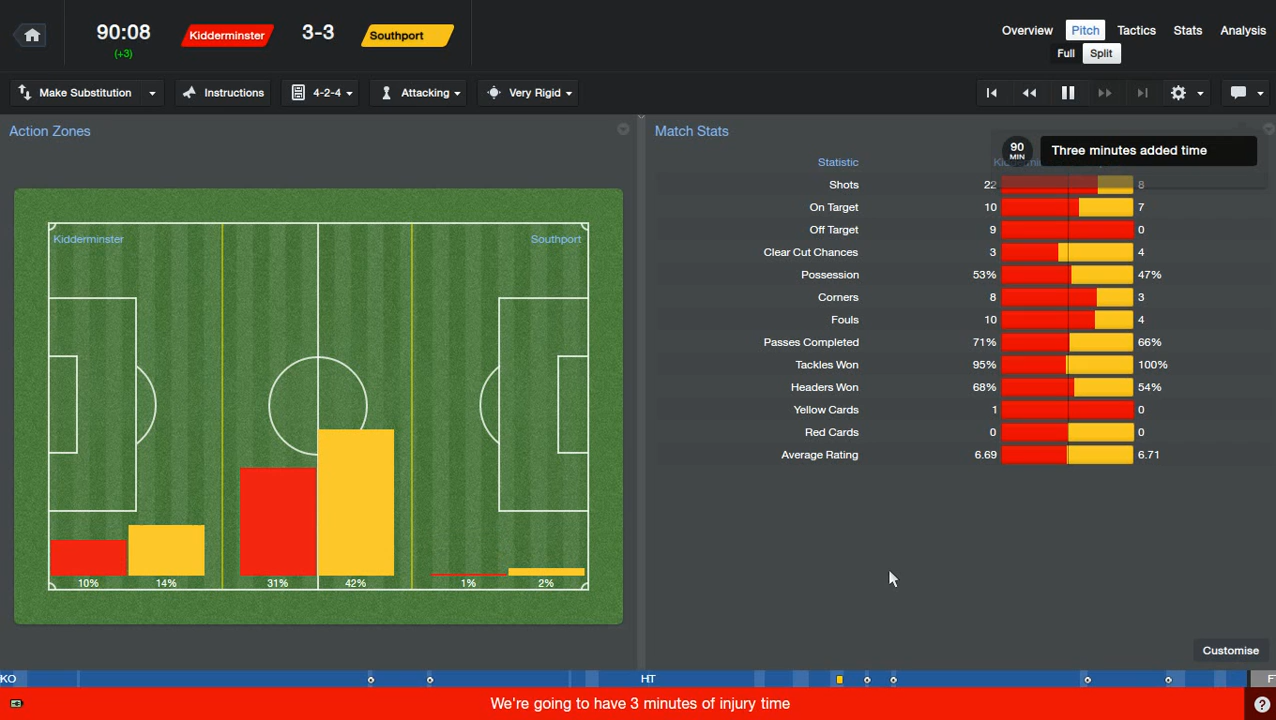 90:08
(+3)
Kidderminster
3-3
Southport
Overview Pitch Tactics Stats Analysis
Full Split
Make Substitution
Instructions
4-2-4
Attacking
Very Rigid
Action Zones
Kidderminster
Southport
10% 14% 31% 42% 1% 2%
Match Stats
90
MIN
Three minutes added time
Statistic
Shots 22 8
On Target 10 7
Off Target 9 0
Clear Cut Chances 3 4
Possession 53% 47%
Corners 8 3
Fouls 10 4
Passes Completed 71% 66%
Tackles Won 95% 100%
Headers Won 68% 54%
Yellow Cards 1 0
Red Cards 0 0
Average Rating 6.69 6.71
Customise
KO HT F
We're going to have 3 minutes of injury time
?